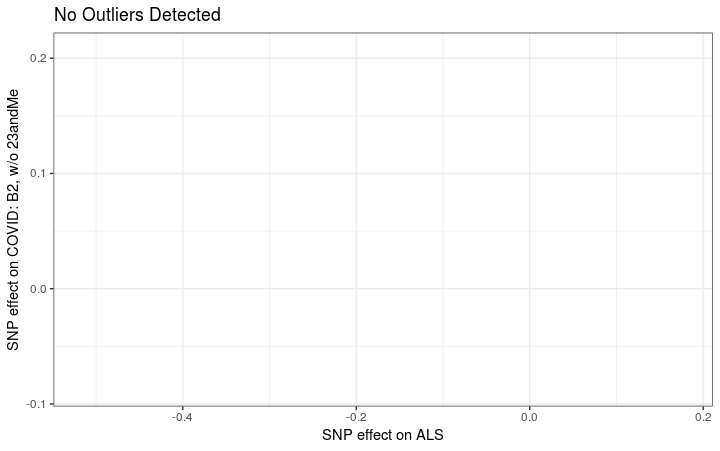 No Outliers Detected
SNP effect on COVID: B2, w/o 23andMe
0.2
0.1
0.0
-0.1
-0.4
-0.2
0.0
0.2
SNP effect on ALS